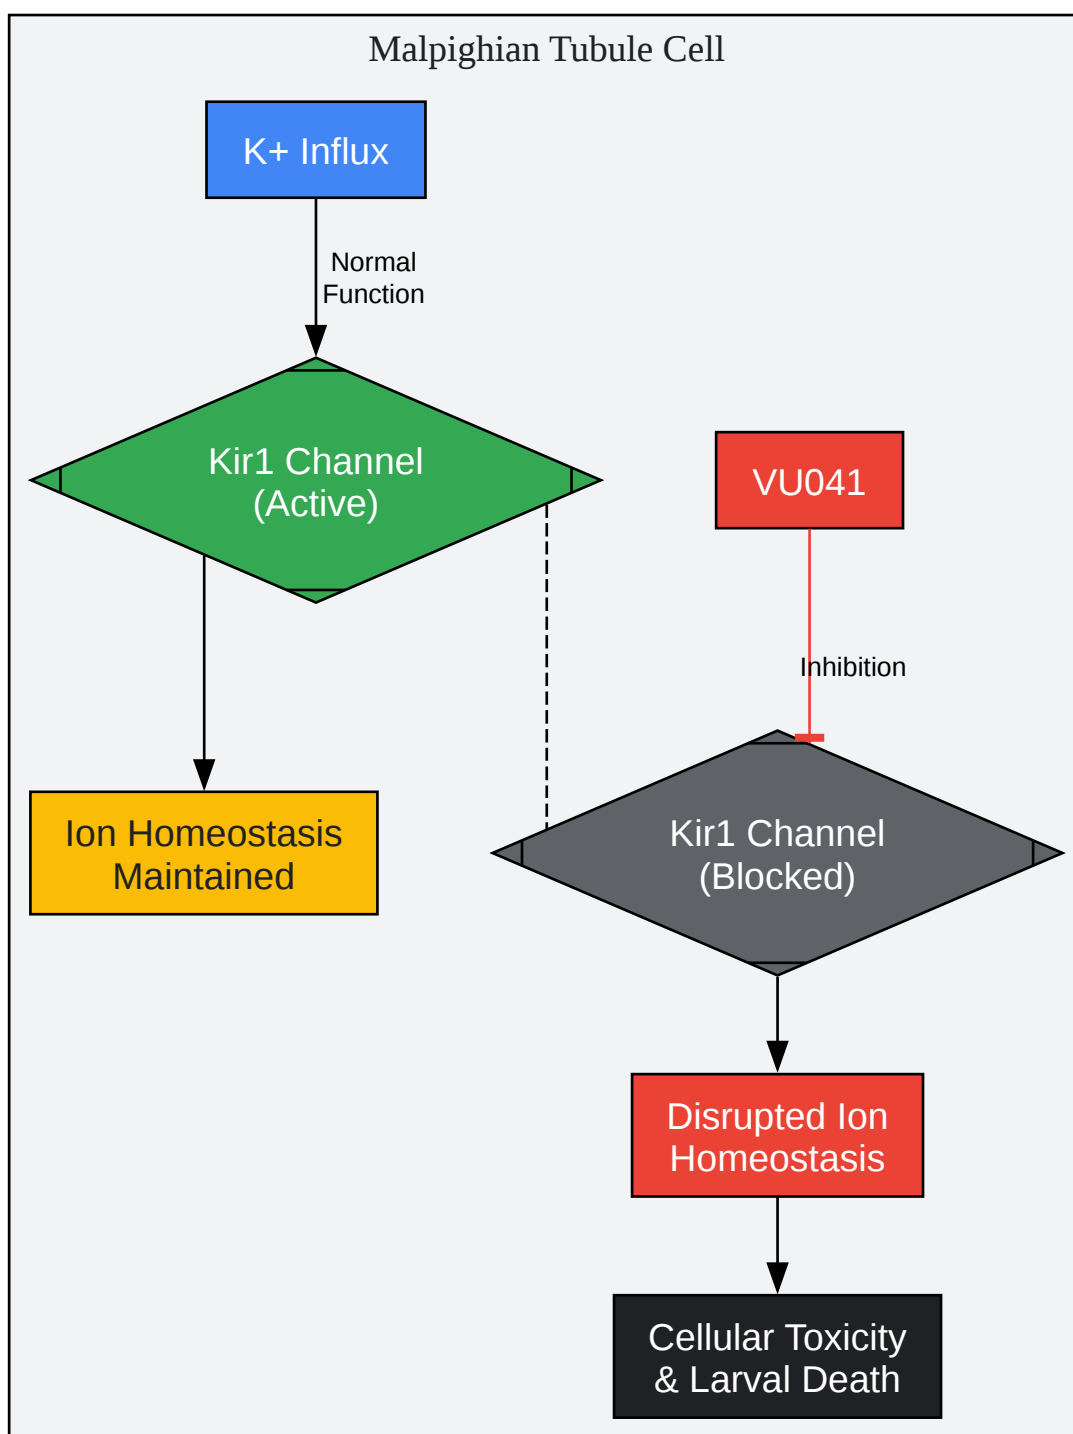 Malpighian Tubule Cell
K+ Influx
Normal
Function
Kir1 Channel
(Active)
VU041
Inhibition
Ion Homeostasis
Maintained
Kir1 Channel
(Blocked)
Disrupted Ion
Homeostasis
Cellular Toxicity
& Larval Death